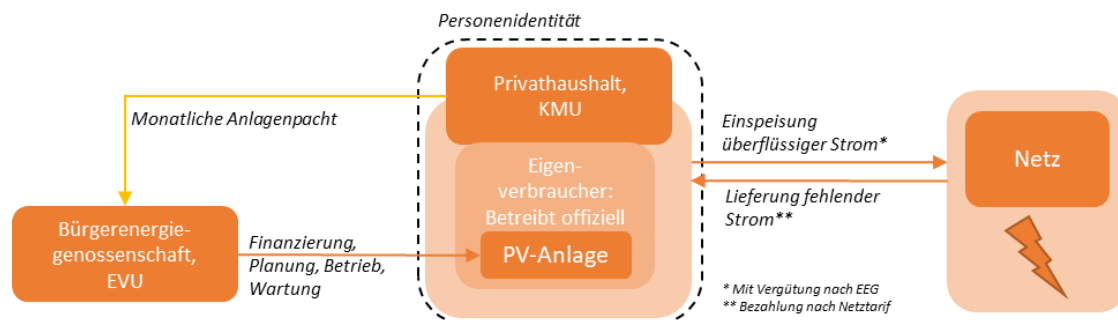 Personenidentität
Privathaushalt,
KMU
Monatliche Anlagenpacht
Einspeisung
überflüssiger Strom*
Netz
Eigen-
verbraucher:
Betreibt offiziell
Lieferung fehlender
Strom**
Bürgerenergie-
genossenschaft,
EVU
Finanzierung,
Planung, Betrieb,
Wartung
PV-Anlage
* Mit Vergütung nach EEG
** Bezahlung nach Netztarif